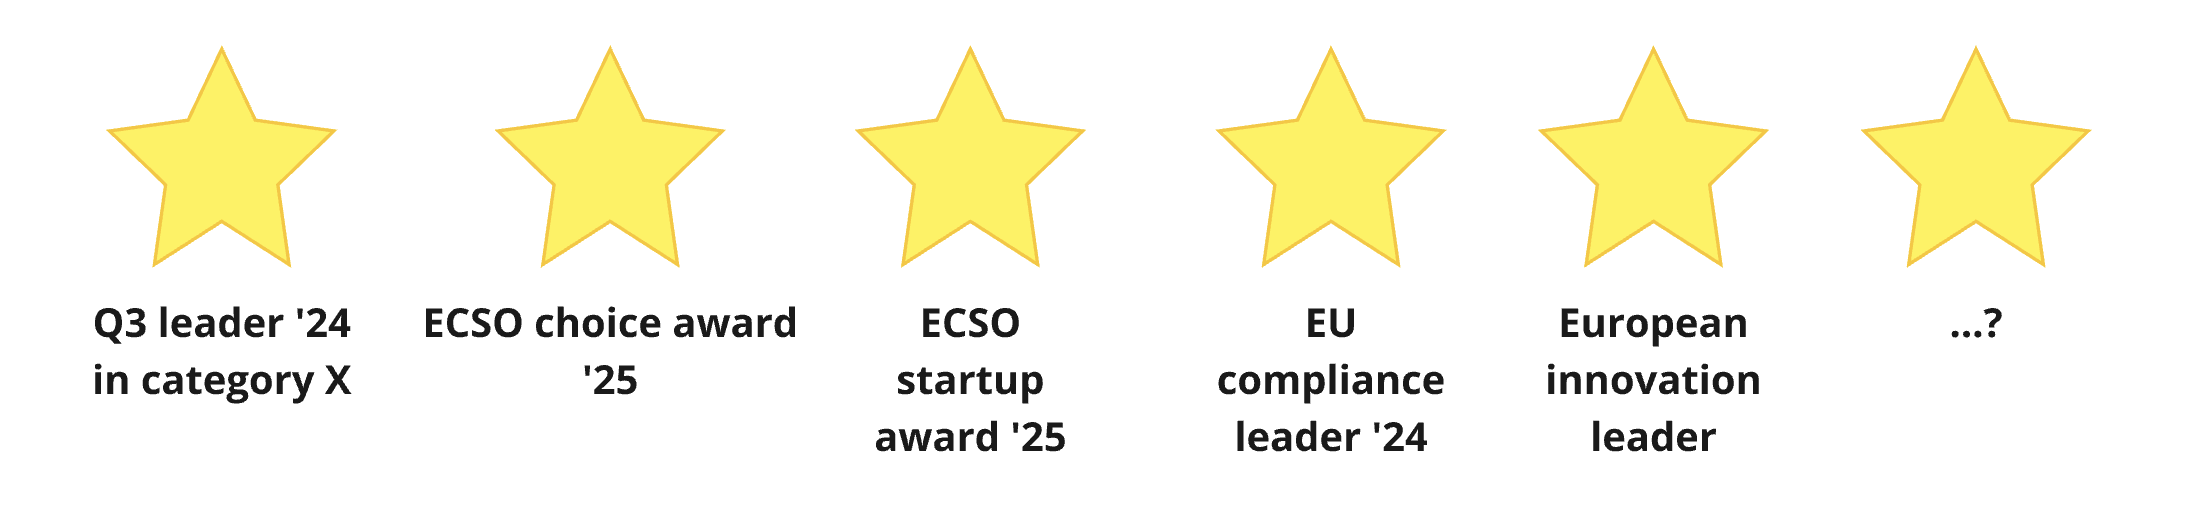 Q3 leader '24
in category X
ECSO choice award
'25
ECSO
startup
award '25
EU
compliance
leader '24
European
innovation
leader
...?